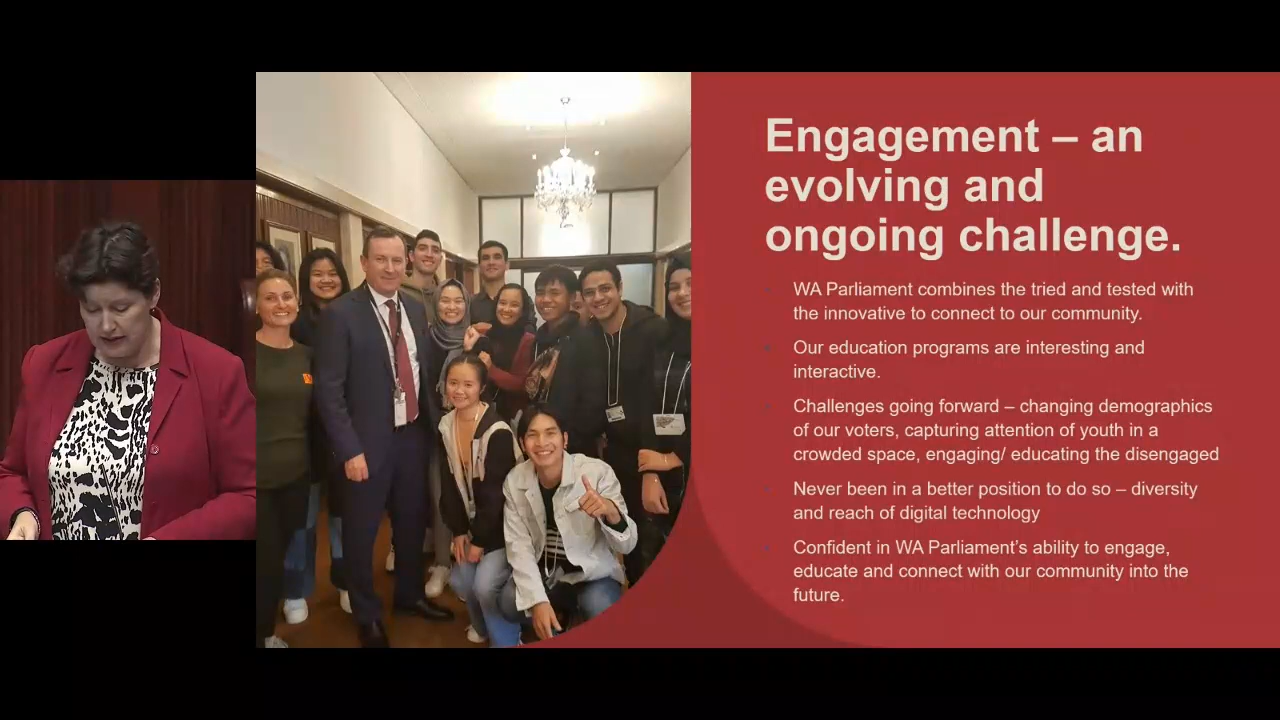 Engagement – an
evolving and
ongoing challenge.
WA Parliament combines the tried and tested with
the innovative to connect to our community.
Our education programs are interesting and
interactive.
Challenges going forward – changing demographics
of our voters, capturing attention of youth in a
crowded space, engaging/ educating the disengaged
Never been in a better position to do so – diversity
and reach of digital technology
Confident in WA Parliament’s ability to engage,
educate and connect with our community into the
future.